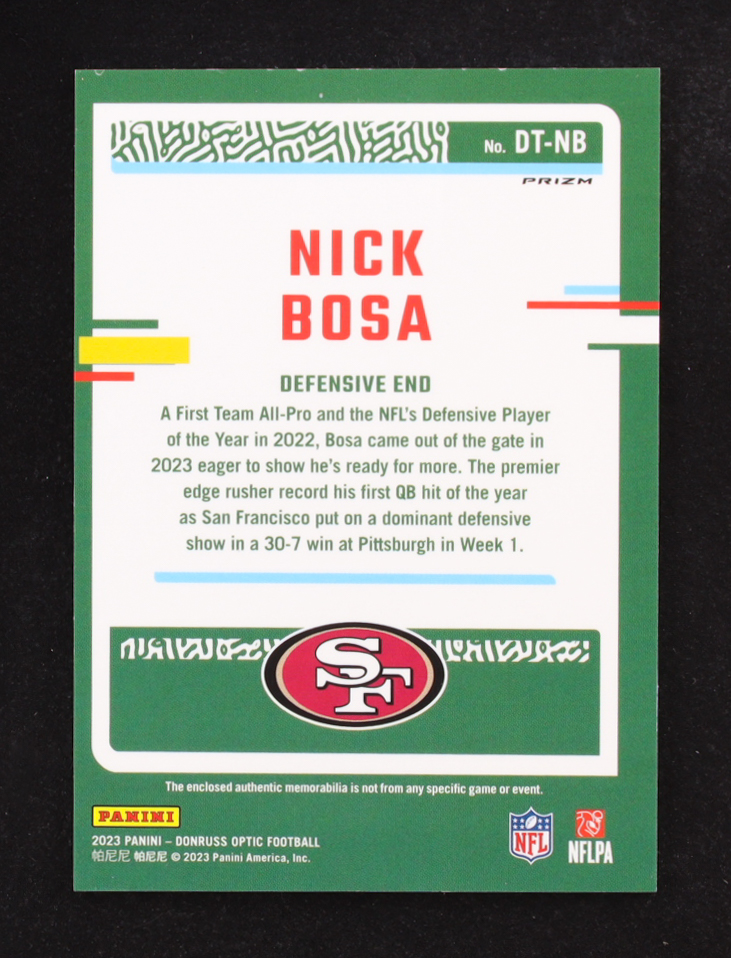 No. DT-NB
PRIZM
NICK
BOSA
DEFENSIVE END
A First Team All-Pro and the NFL's Defensive Player
of the Year in 2022, Bosa came out of the gate in
2023 eager to show he's ready for more. The premier
edge rusher record his first QB hit of the year
as San Francisco put on a dominant defensive
show in a 30-7 win at Pittsburgh in Week 1.
SF
The enclosed authentic memorabilia is not from any specific game or event.
PANINI
2023 PANINI – DONRUSS OPTIC FOOTBALL
帕尼尼 帕尼尼 © 2023 Panini America, Inc.
NFL
NFLPA